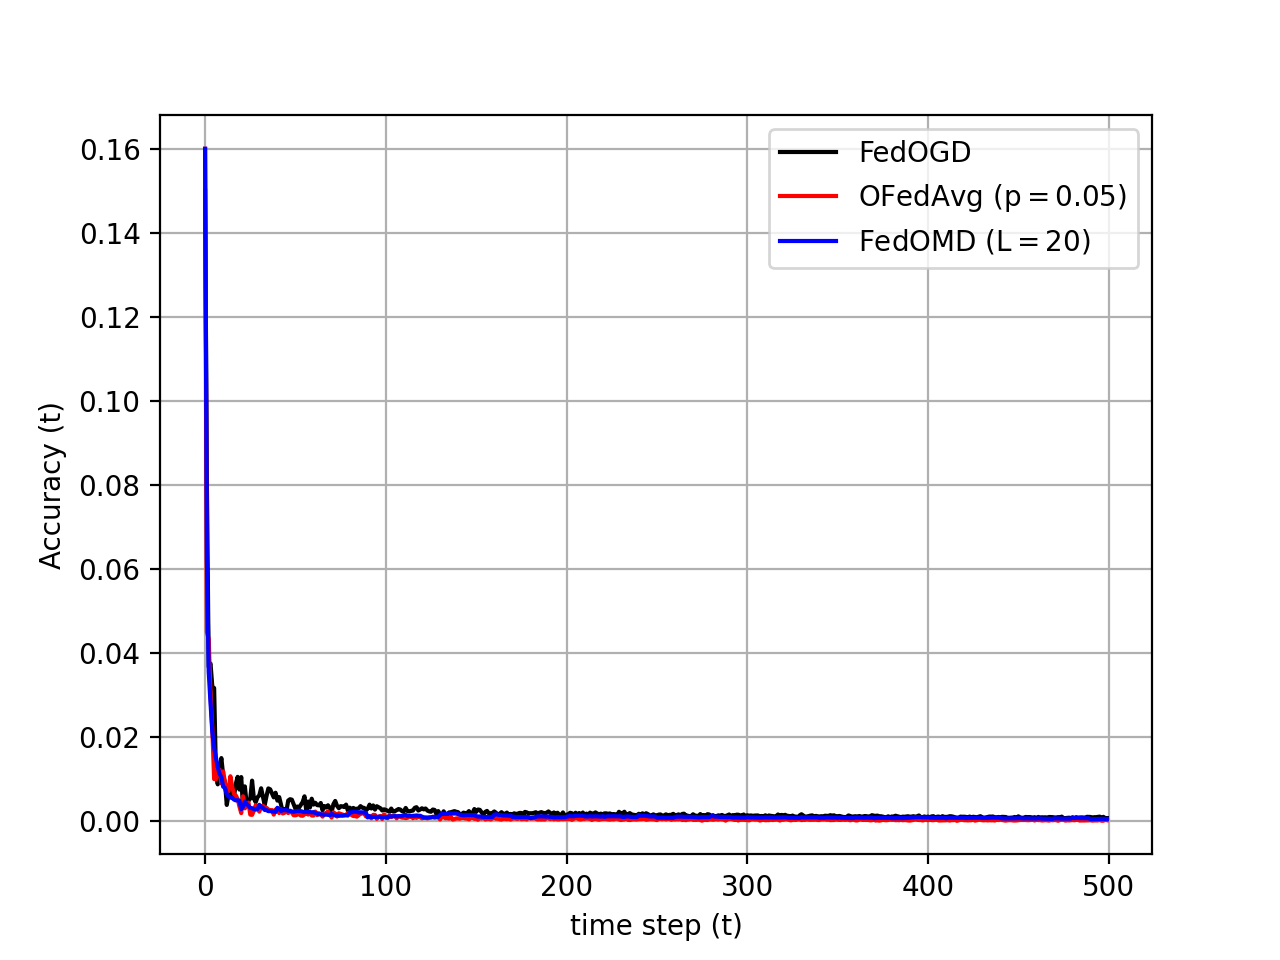 FedOGD
OFedAvg (p = 0.05)
FedOMD (L = 20)
0.16
0.14
0.12
0.10
0.08
0.06
0.04
0.02
0.00
Accuracy (t)
0 100 200 300 400 500
time step (t)